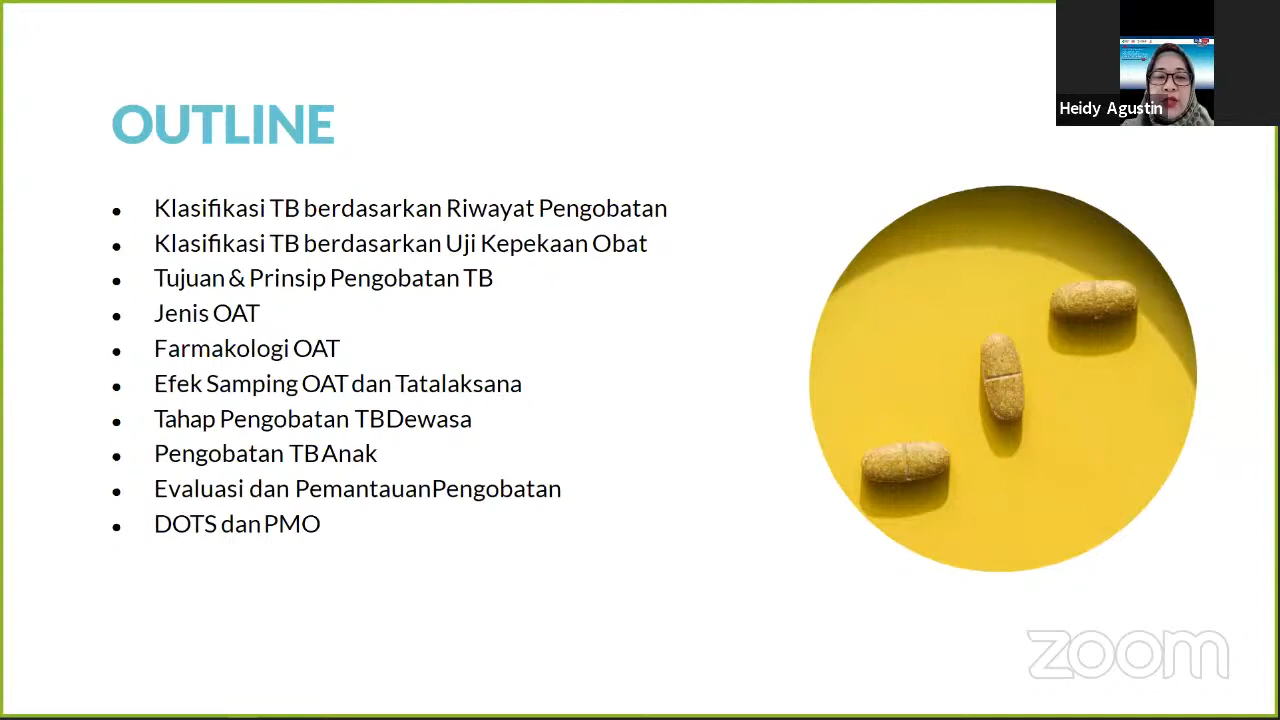 Heidy Agustin
OUTLINE
• Klasifikasi TB berdasarkan Riwayat Pengobatan
• Klasifikasi TB berdasarkan Uji Kepekaan Obat
• Tujuan & Prinsip Pengobatan TB
• Jenis OAT
• Farmakologi OAT
• Efek Samping OAT dan Tatalaksana
• Tahap Pengobatan TB Dewasa
• Pengobatan TB Anak
• Evaluasi dan PemantauanPengobatan
• DOTS dan PMO
zoom